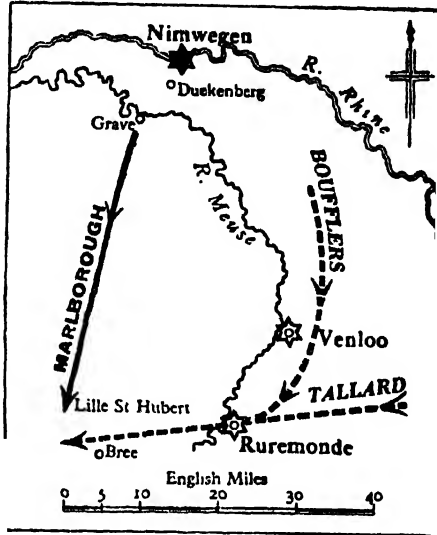 Nimwegen
R. Rhine
Duekenberg
Grave
R. Meuse
BOUFFLERS
MARLBOROUGH
Venloo
TALLARD
Lille St Hubert
Bree
Ruremonde
English Miles
0 10 20 30 40